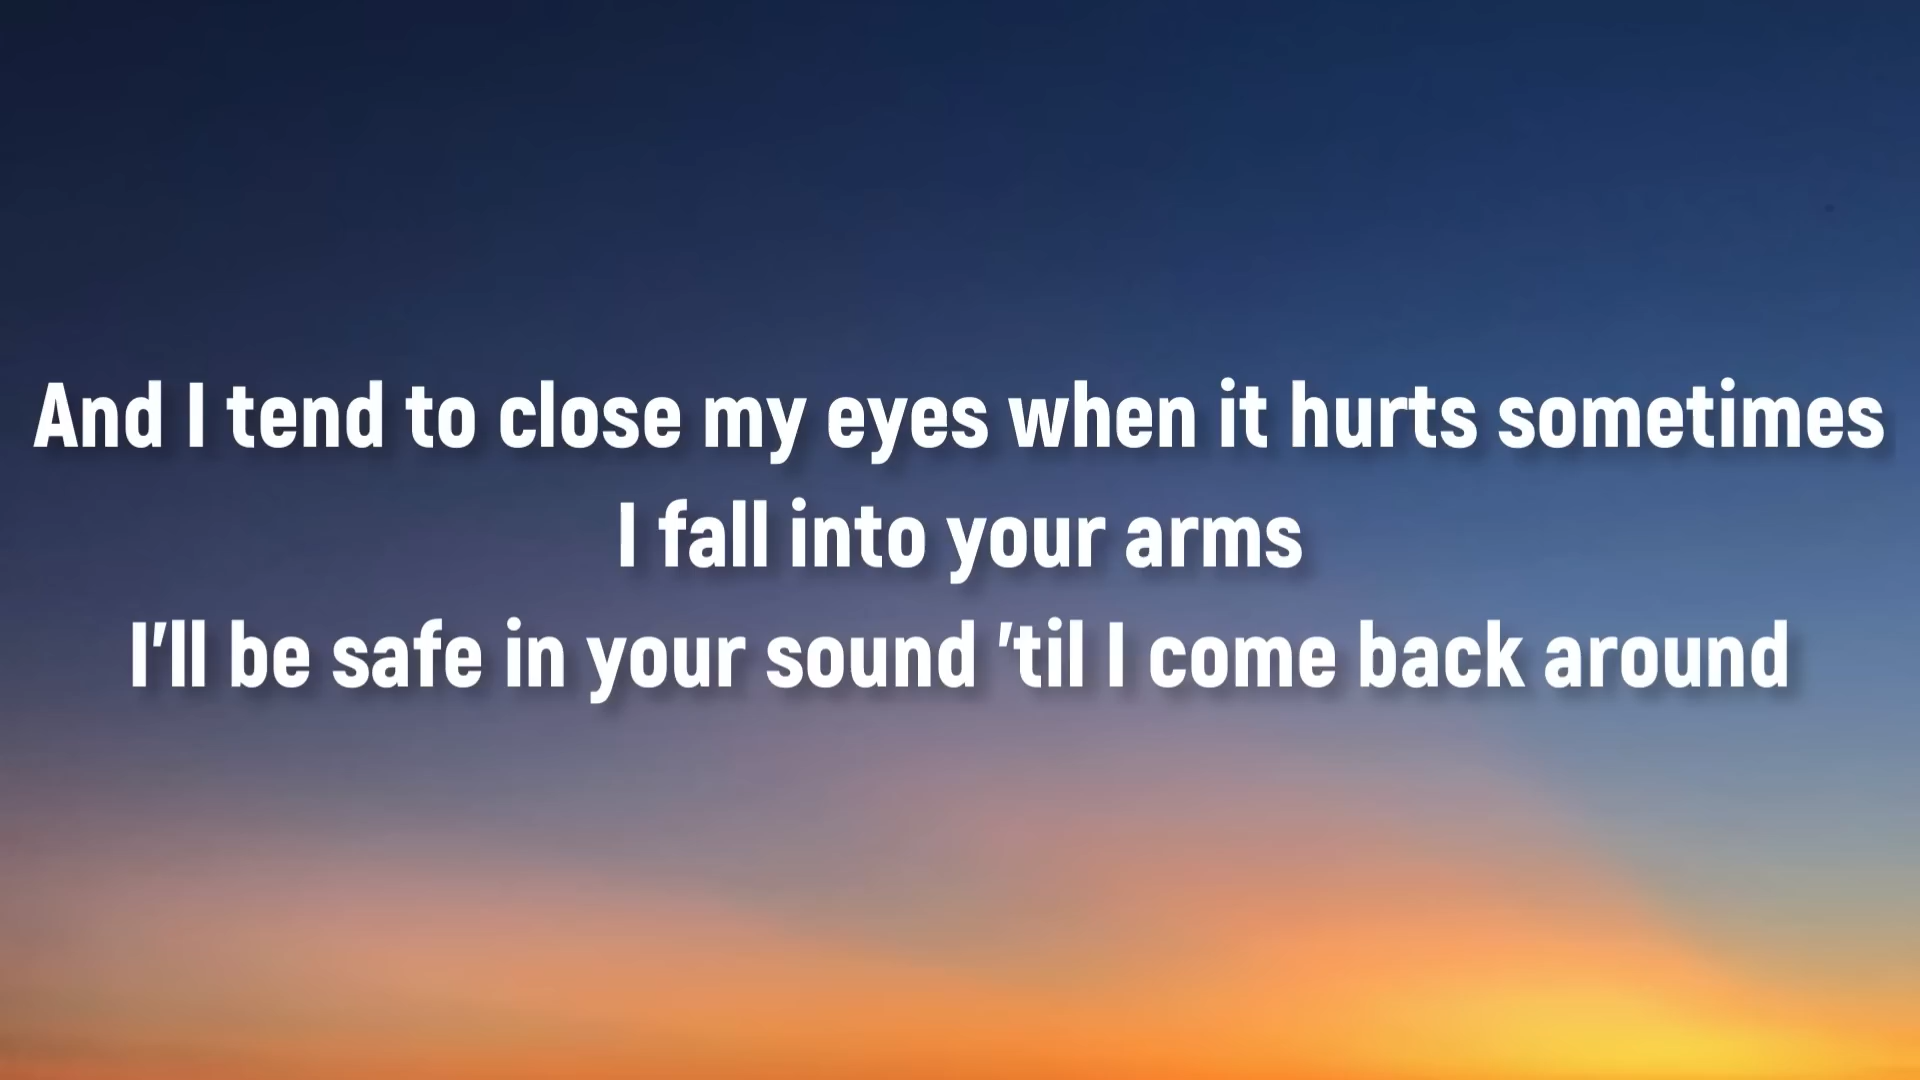 And I tend to close my eyes when it hurts sometimes
I fall into your arms
I'll be safe in your sound 'til I come back around